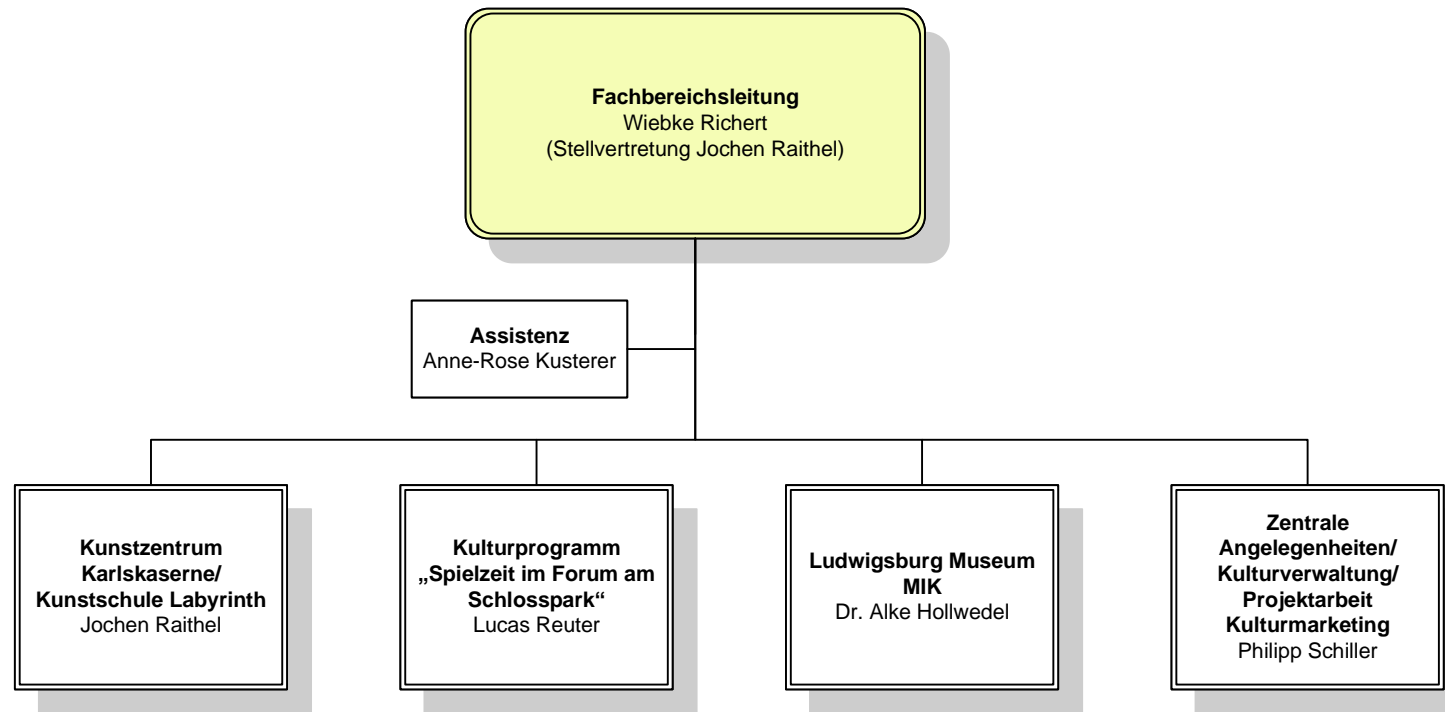 Fachbereichsleitung
Wiebke Richert
(Stellvertretung Jochen Raithel)
Assistenz
Anne-Rose Kusterer
Kunstzentrum
Karlskaserne/
Kunstschule Labyrinth
Jochen Raithel
Kulturprogramm
„Spielzeit im Forum am
Schlosspark“
Lucas Reuter
Ludwigsburg Museum
MIK
Dr. Alke Hollwedel
Zentrale
Angelegenheiten/
Kulturverwaltung/
Projektarbeit
Kulturmarketing
Philipp Schiller